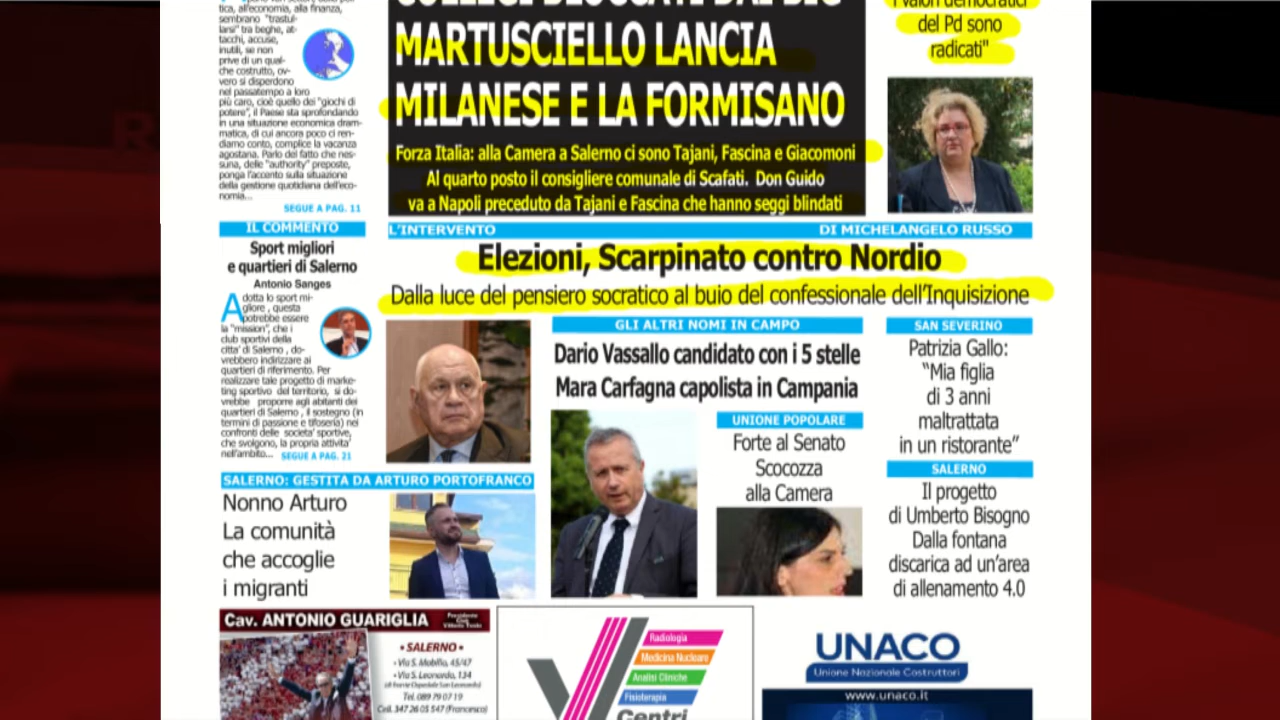 tica, all'economia, alla finanza,
sembrano "trastul-
larsi" tra beghe, at-
tacchi, accuse,
inutili, se non
prive di un qual-
che costrutto, ov-
vero si disperdono
nel passatempo a loro
più caro, cioè quello dei "giochi di
potere", il Paese sta sprofondando
in una situazione economica dram-
matica, di cui ancora poco ci ren-
diamo conto, complice la vacanza
agostana. Parlo del fatto che nes-
suna, delle "authority" preposte,
ponga l'accento sulla situazione
della gestione quotidiana dell'eco-
nomia...
SEGUE A PAG. 11
IL COMMENTO
Sport migliori
e quartieri di Salerno
Antonio Sanges
Adotta lo sport mi-
gliore , questa
potrebbe essere
la "mission", che i
club sportivi della
citta' di Salerno , do-
vrebbero indirizzare ai
quartieri di riferimento. Per
realizzare tale progetto di marke-
ting sportivo del territorio, si do-
vrebbe proporre agli abitanti dei
quartieri di Salerno , il sostegno (in
termini di passione e tifoseria) nei
confronti delle societa' sportive,
che svolgono, la propria attivita'
nell'ambito... SEGUE A PAG. 21
MARTUSCIELLO LANCIA
MILANESE E LA FORMISANO
Forza Italia: alla Camera a Salerno ci sono Tajani, Fascina e Giacomoni
Al quarto posto il consigliere comunale di Scafati. Don Guido
va a Napoli preceduto da Tajani e Fascina che hanno seggi blindati
I valori democratici
del Pd sono
radicati"
L'INTERVENTO DI MICHELANGELO RUSSO
Elezioni, Scarpinato contro Nordio
Dalla luce del pensiero socratico al buio del confessionale dell'Inquisizione
GLI ALTRI NOMI IN CAMPO
Dario Vassallo candidato con i 5 stelle
Mara Carfagna capolista in Campania
UNIONE POPOLARE
Forte al Senato
Scocozza
alla Camera
SAN SEVERINO
Patrizia Gallo:
"Mia figlia
di 3 anni
maltrattata
in un ristorante"
SALERNO
Il progetto
di Umberto Bisogno
Dalla fontana
discarica ad un'area
di allenamento 4.0
SALERNO: GESTITA DA ARTURO PORTOFRANCO
Nonno Arturo
La comunità
che accoglie
i migranti
Cav. ANTONIO GUARIGLIA
• SALERNO •
• Via S. Mobilio, 45/47
• Via S. Leonardo, 134
Tel. 089 79 07 19
Cell. 347 26 05 547 (Francesco)
Radiologia
Medicina Nucleare
Analisi Cliniche
Fisioterapia
Centri
UNACO
Unione Nazionale Costruttori
www.unaco.it